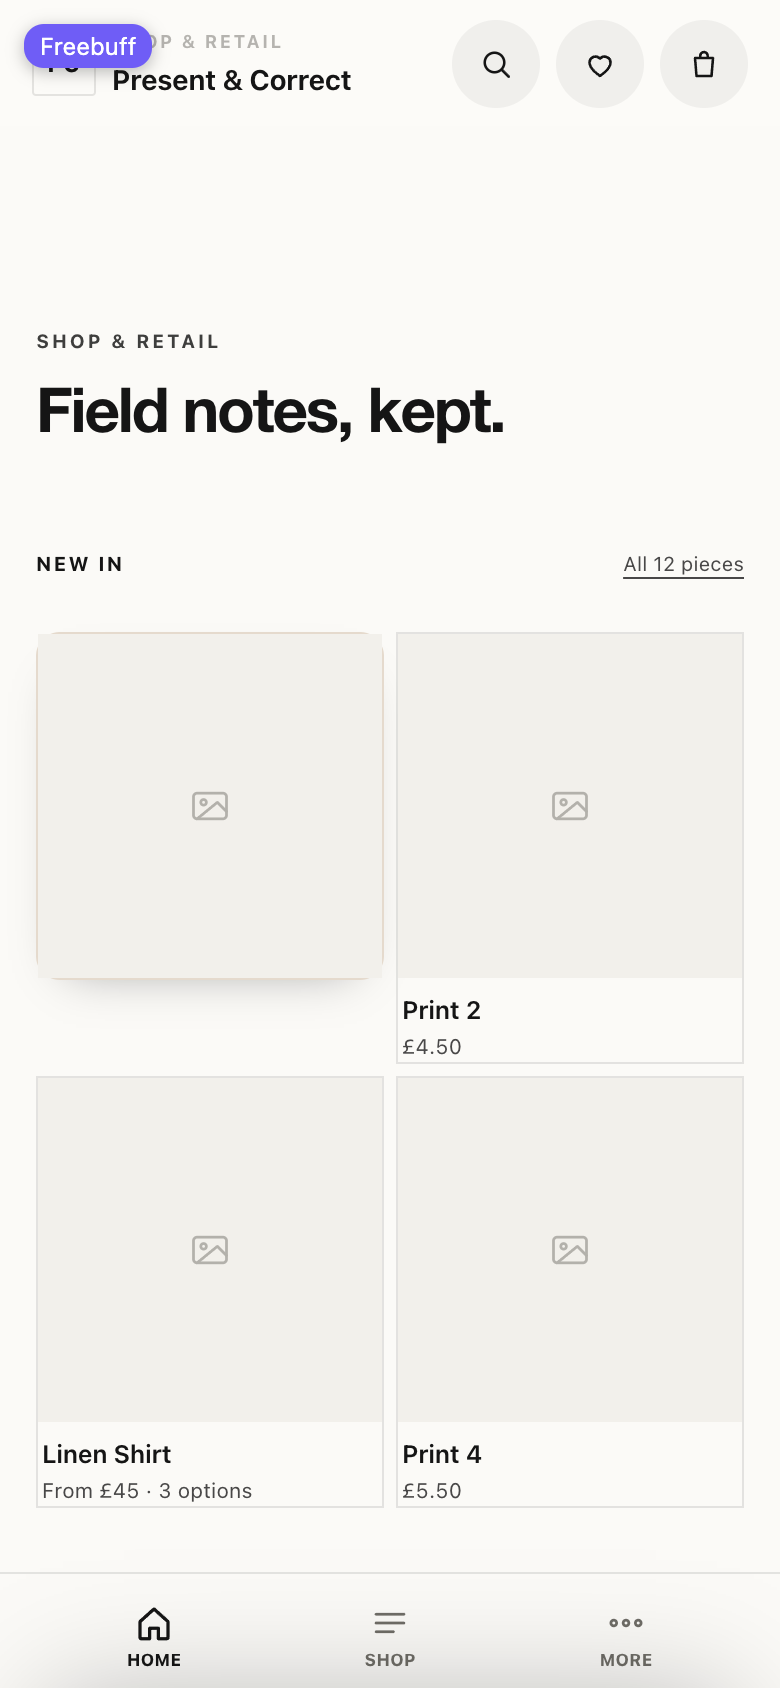 Freebuff
OP & RETAIL
Present & Correct
SHOP & RETAIL
Field notes, kept.
NEW IN
All 12 pieces
Print 2
£4.50
Linen Shirt
From £45 · 3 options
Print 4
£5.50
HOME
SHOP
MORE